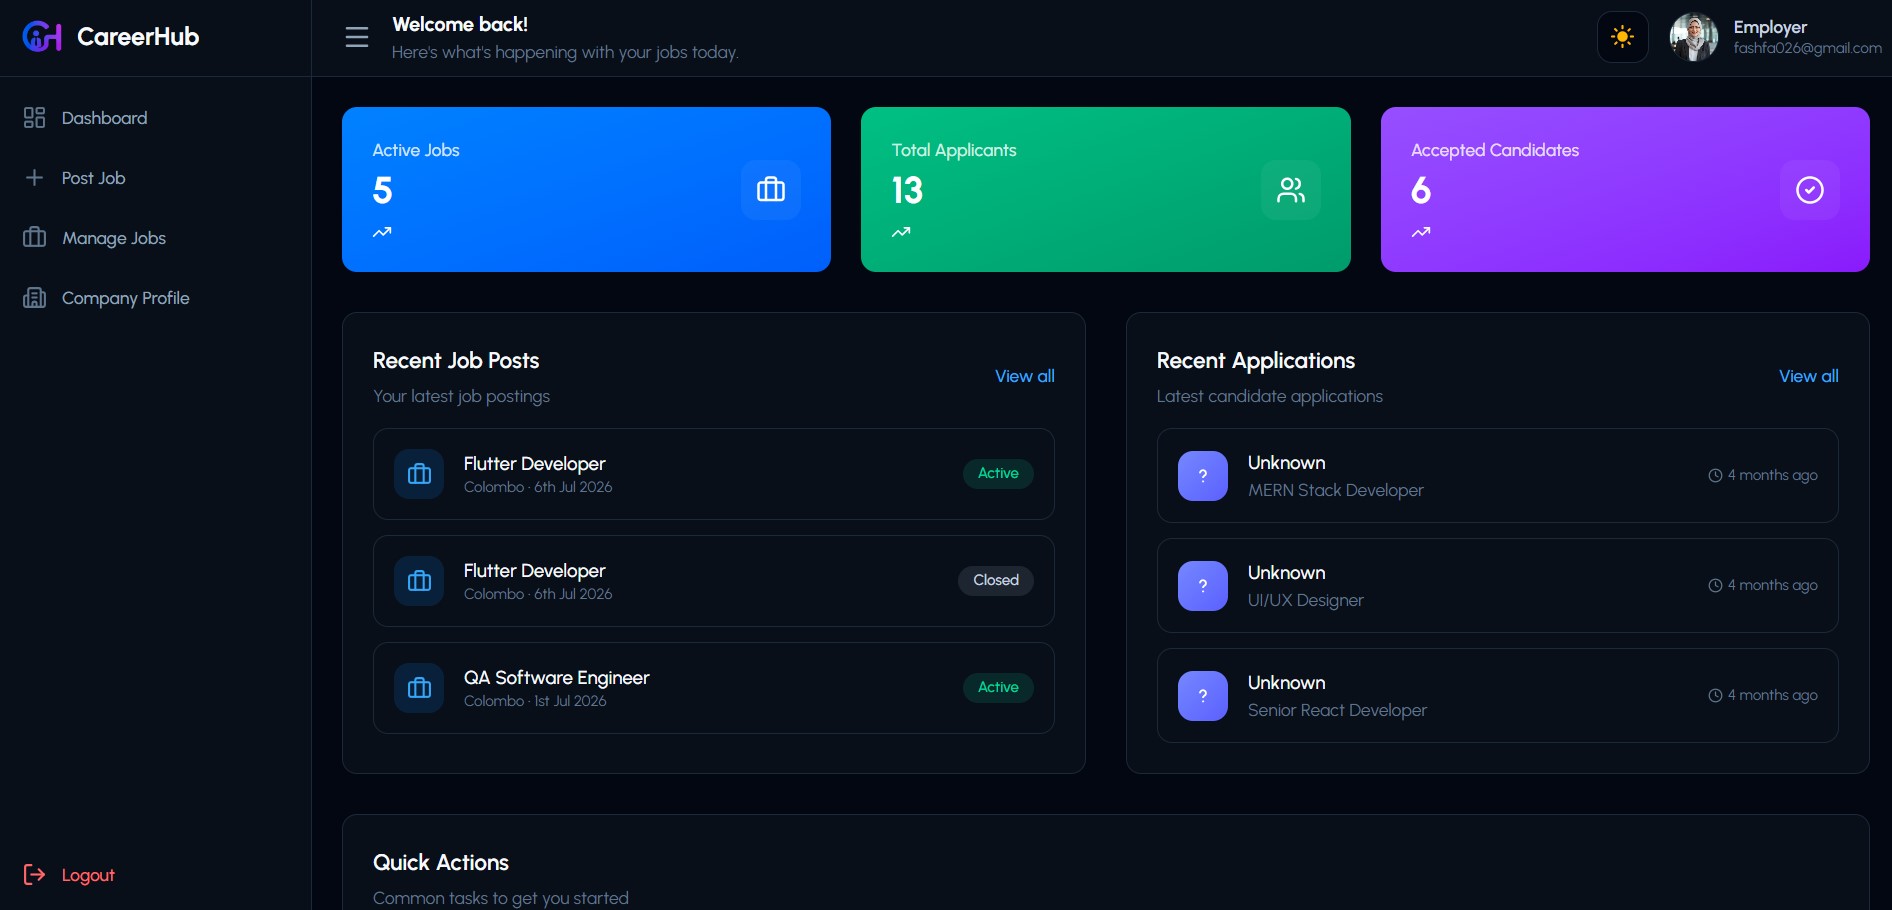 CareerHub
Welcome back!
Here's what's happening with your jobs today.
Employer
fashfa026@gmail.com
Dashboard
Post Job
Manage Jobs
Company Profile
Logout
Active Jobs
5
Total Applicants
13
Accepted Candidates
6
Recent Job Posts
Your latest job postings
View all
Flutter Developer
Colombo · 6th Jul 2026
Active
Flutter Developer
Colombo · 6th Jul 2026
Closed
QA Software Engineer
Colombo · 1st Jul 2026
Active
Recent Applications
Latest candidate applications
View all
?
Unknown
MERN Stack Developer
4 months ago
?
Unknown
UI/UX Designer
4 months ago
?
Unknown
Senior React Developer
4 months ago
Quick Actions
Common tasks to get you started